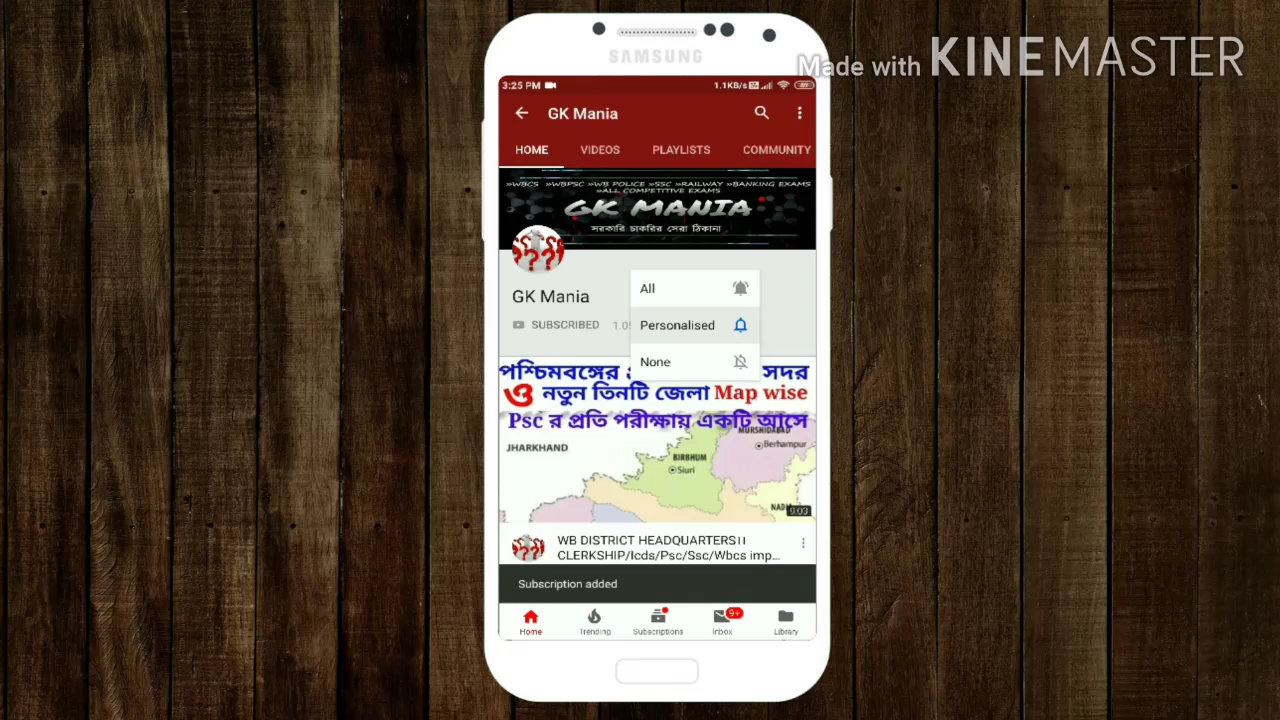 Made with KINEMASTER
SAMSUNG
3:25 PM 1.1KB/s
GK Mania
HOME VIDEOS PLAYLISTS COMMUNITY
»WBCS »WBPSC »WB POLICE »SSC »RAILWAY »BANKING EXAMS
»ALL COMPETITIVE EXAMS
GK MANIA
সরকারি চাকরির সেরা ঠিকানা
All
GK Mania
Personalised
SUBSCRIBED 1.0
None
পশ্চিমবঙ্গের সদর
ও নতুন তিনটি জেলা Map wise
Psc র প্রতি পরীক্ষায় একটি আসে
MURSHIDABAD
JHARKHAND
Berhampur
BIRBHUM
Siuri
NADI
9:03
WB DISTRICT HEADQUARTERS।।
CLERKSHIP/Icds/Psc/Ssc/Wbcs imp...
Subscription added
9+
Home Trending Subscriptions Inbox Library